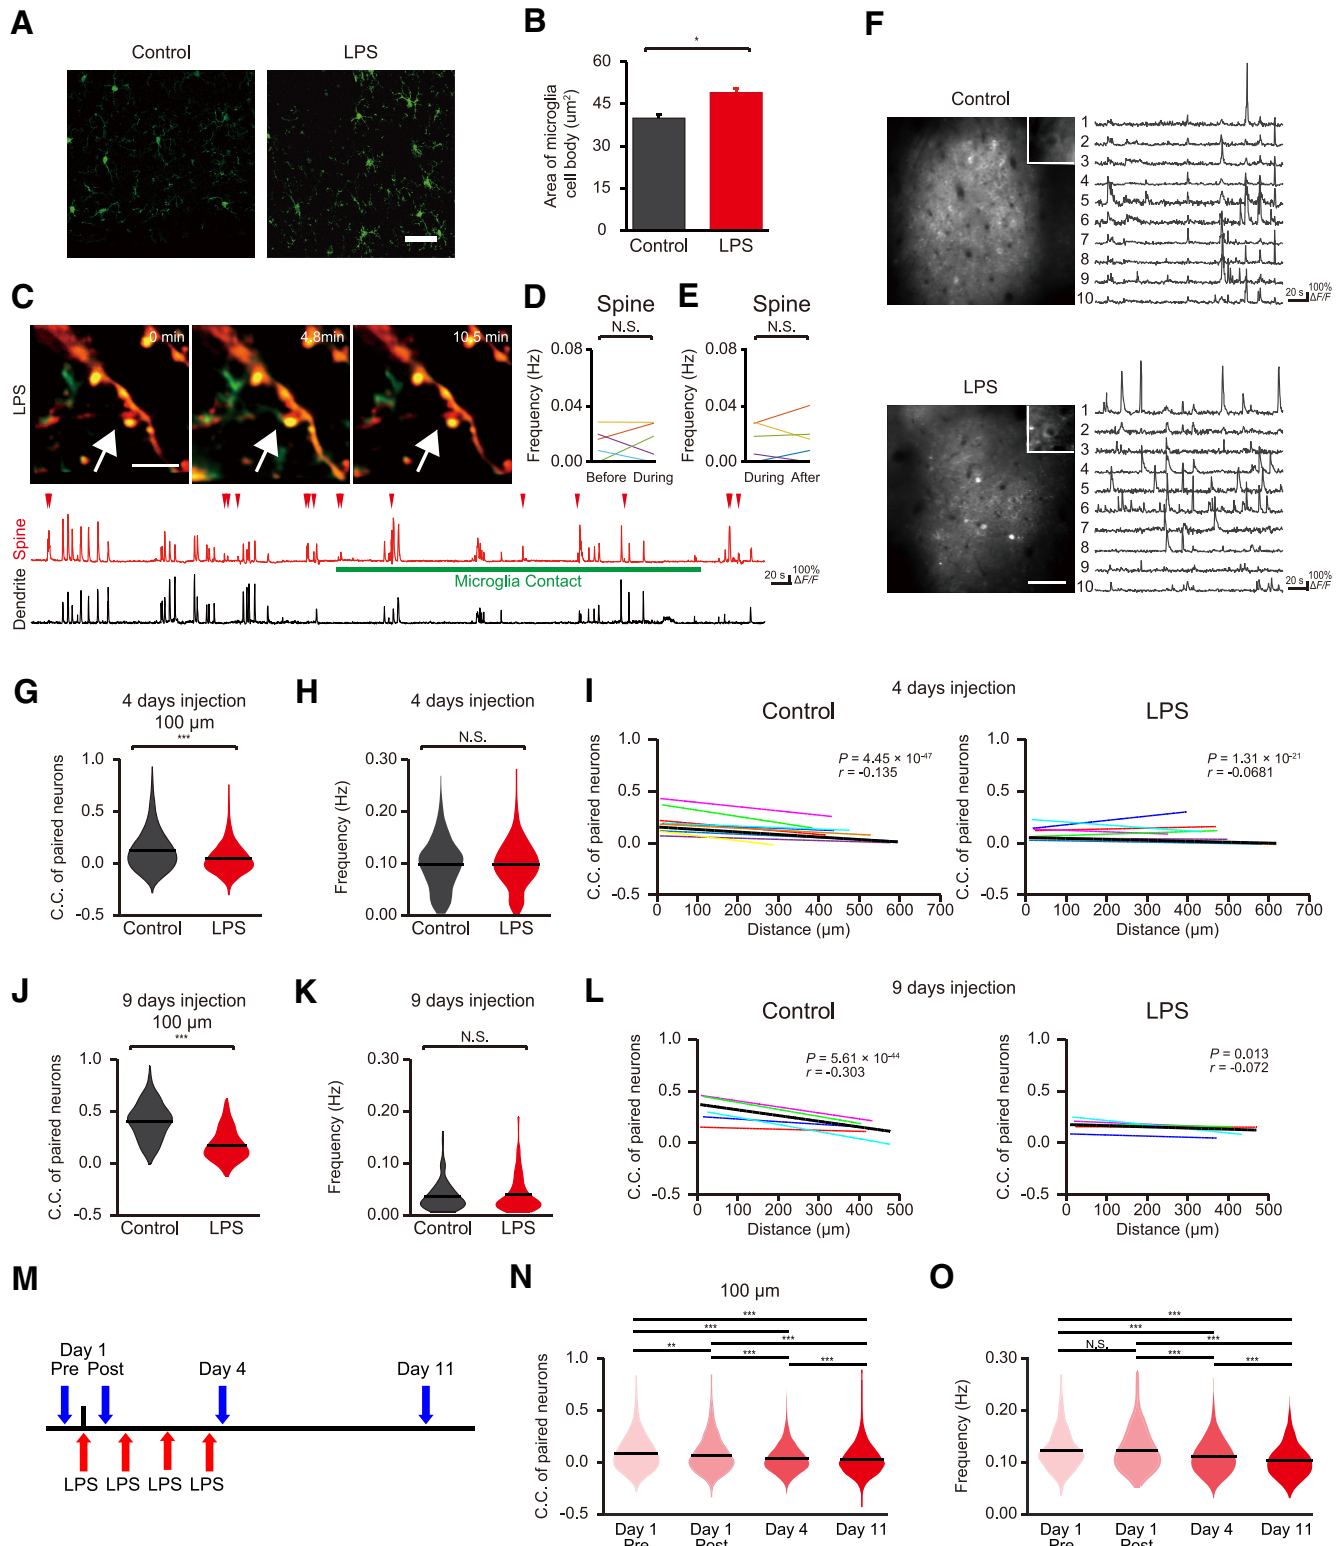 A
Control
LPS
B
*
Area of microglia
cell body (um²)
60
45
30
15
0
Control
LPS
C
LPS
0 min
4.8min
10.5 min
Spine
Dendrite
Microglia Contact
20 s
100%
ΔF/F
D
Spine
N.S.
Frequency (Hz)
0.08
0.04
0.00
Before During
E
Spine
N.S.
Frequency (Hz)
0.08
0.04
0.00
During After
F
Control
1
2
3
4
5
6
7
8
9
10
20 s
100%
ΔF/F
LPS
1
2
3
4
5
6
7
8
9
10
20 s
100%
ΔF/F
G
4 days injection
100 µm
***
C.C. of paired neurons
1.0
0.5
0.0
-0.5
Control
LPS
H
4 days injection
N.S.
Frequency (Hz)
0.30
0.20
0.10
0.00
Control
LPS
I
4 days injection
Control
C.C. of paired neurons
1.0
0.5
0.0
-0.5
P = 4.45 × 10⁻⁴⁷
r = -0.135
0 100 200 300 400 500 600 700
Distance (µm)
LPS
C.C. of paired neurons
1.0
0.5
0.0
-0.5
P = 1.31 × 10⁻²¹
r = -0.0681
0 100 200 300 400 500 600 700
Distance (µm)
J
9 days injection
100 µm
***
C.C. of paired neurons
1.0
0.5
0.0
-0.5
Control
LPS
K
9 days injection
N.S.
Frequency (Hz)
0.30
0.20
0.10
0.00
Control
LPS
L
9 days injection
Control
C.C. of paired neurons
1.0
0.5
0.0
-0.5
P = 5.61 × 10⁻⁴⁴
r = -0.303
0 100 200 300 400 500
Distance (µm)
LPS
C.C. of paired neurons
1.0
0.5
0.0
-0.5
P = 0.013
r = -0.072
0 100 200 300 400 500
Distance (µm)
M
Day 1
Pre Post
Day 4
Day 11
LPS LPS LPS LPS
N
100 µm
***
***
***
**
***
***
C.C. of paired neurons
1.0
0.5
0.0
-0.5
Day 1 Day 1 Day 4 Day 11
Pre Post
O
***
***
***
N.S.
***
***
Frequency (Hz)
0.30
0.20
0.10
0.00
Day 1 Day 1 Day 4 Day 11
Pre Post